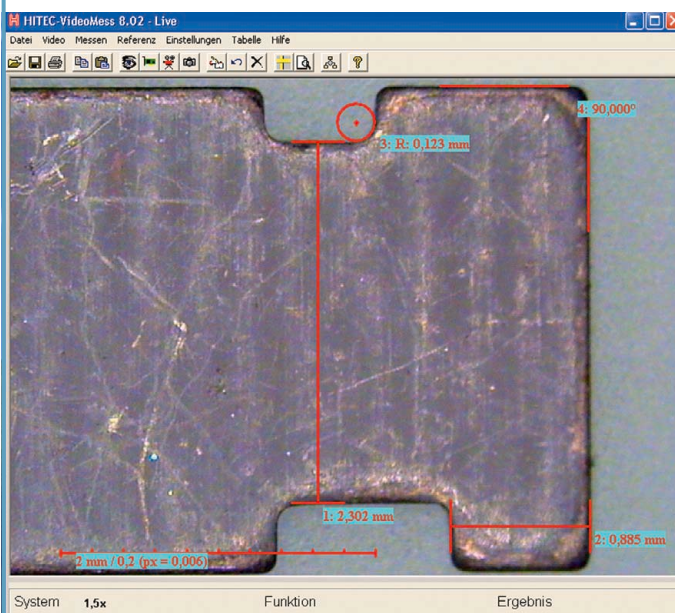 HITEC-VideoMess 8.02 - Live
Datei Video Messen Referenz Einstellungen Tabelle Hilfe
4: 90,000°
3: R: 0,123 mm
1: 2,302 mm
2: 0,885 mm
2 mm / 0,2 (px = 0,006)
System 1,5x Funktion Ergebnis